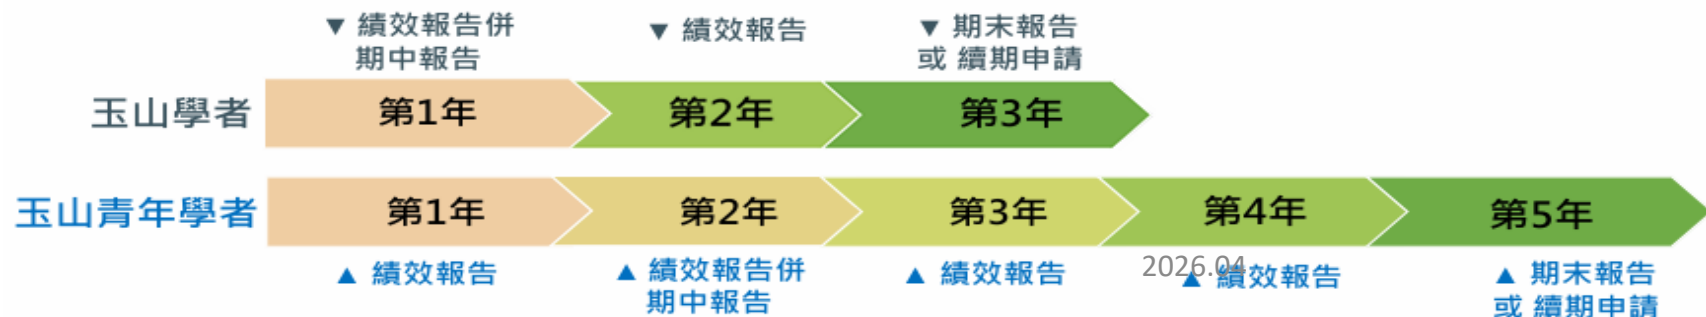 ▼ 績效報告併
期中報告
▼ 績效報告
▼ 期末報告
或 續期申請
玉山學者
第1年
第2年
第3年
玉山青年學者
第1年
第2年
第3年
第4年
第5年
▲ 績效報告
▲ 績效報告併
期中報告
▲ 績效報告
2026.04
▲ 績效報告
▲ 期末報告
或 續期申請